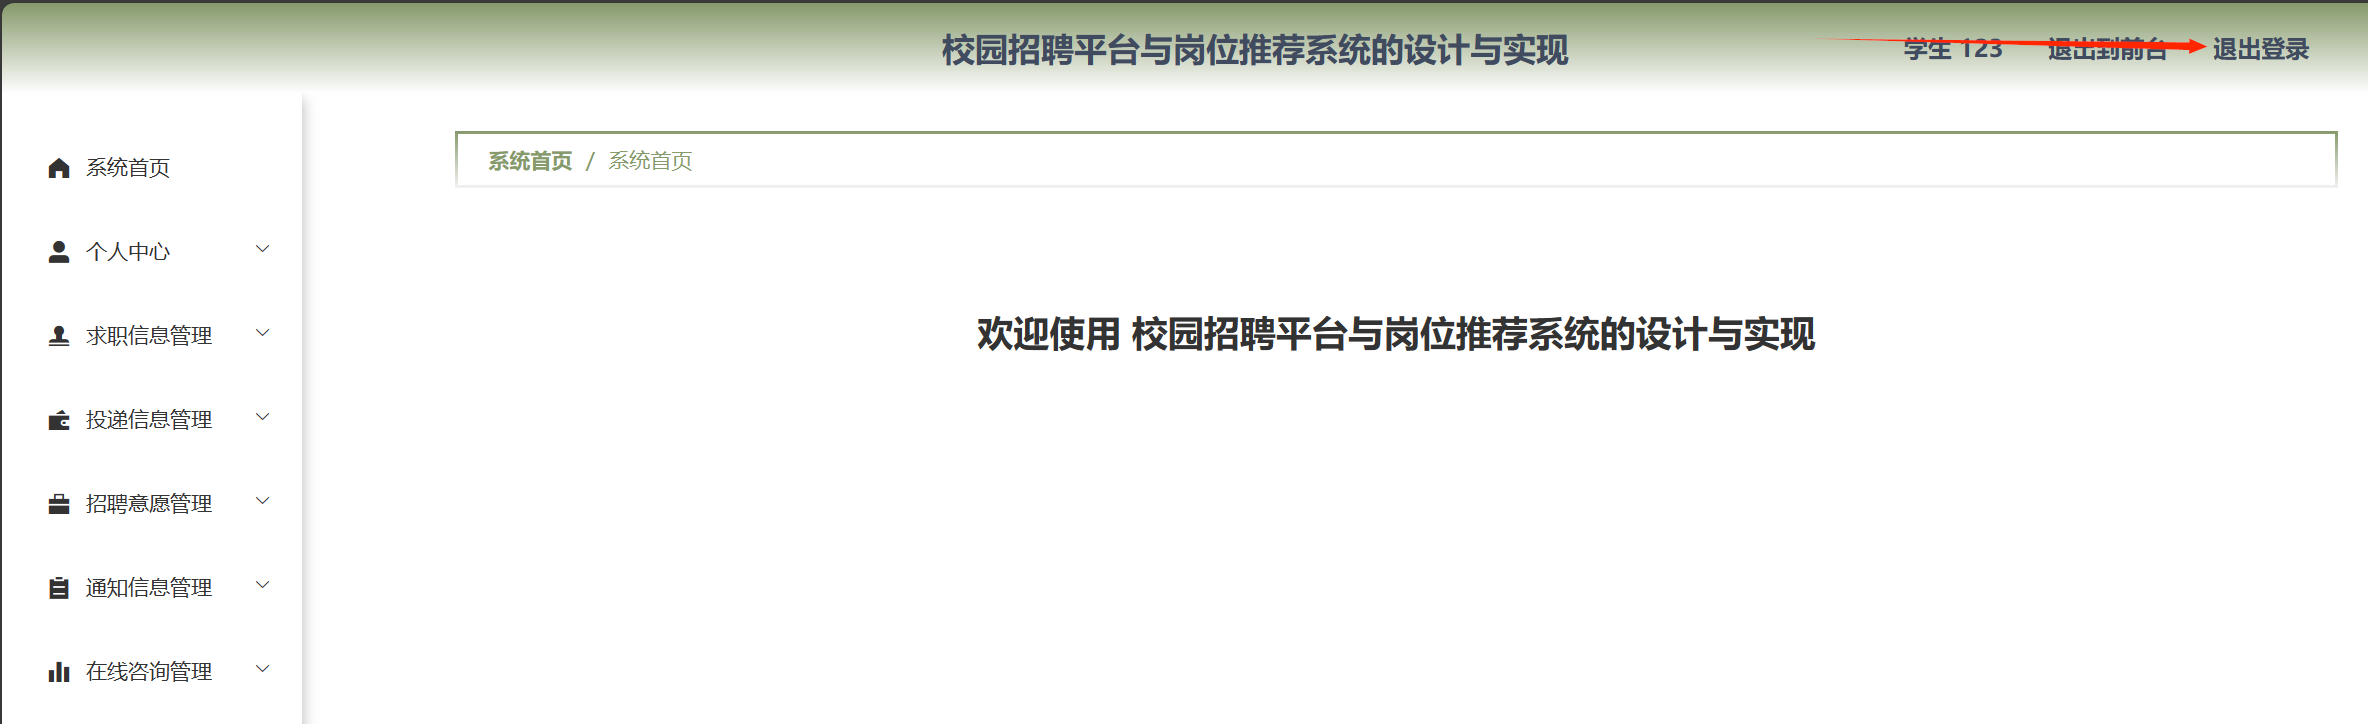 校园招聘平台与岗位推荐系统的设计与实现
学生 123 退出到前台 退出登录
系统首页 / 系统首页
系统首页
个人中心
求职信息管理
投递信息管理
招聘意愿管理
通知信息管理
在线咨询管理
欢迎使用 校园招聘平台与岗位推荐系统的设计与实现